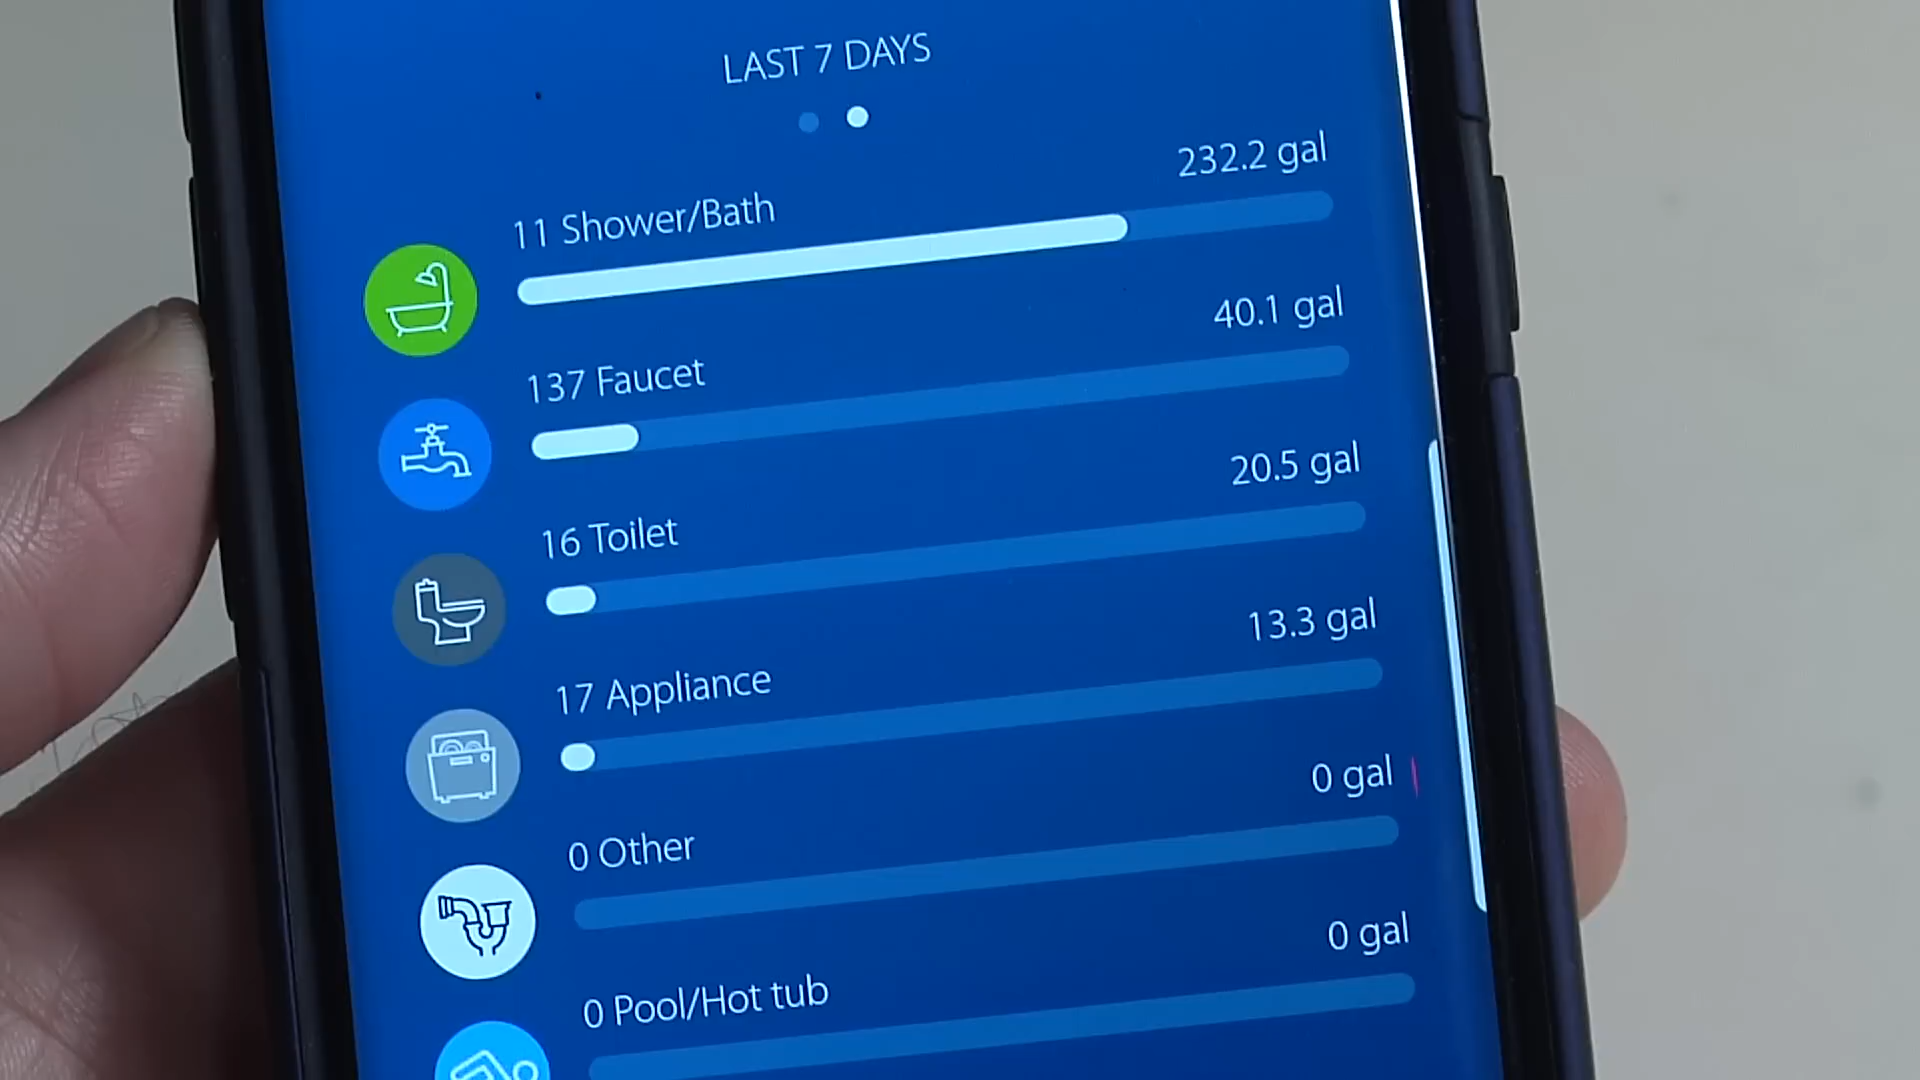 LAST 7 DAYS
232.2 gal
11 Shower/Bath
40.1 gal
137 Faucet
20.5 gal
16 Toilet
13.3 gal
17 Appliance
0 gal
0 Other
0 gal
0 Pool/Hot tub